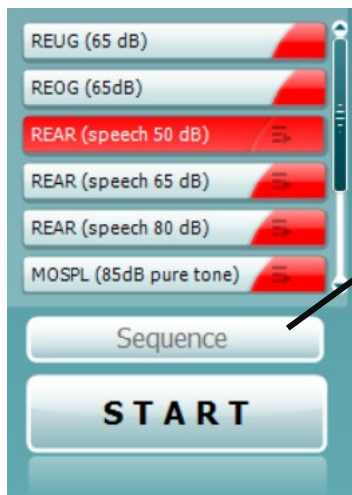 REUG (65 dB)
REOG (65dB)
REAR (speech 50 dB)
REAR (speech 65 dB)
REAR (speech 80 dB)
MOSPL (85dB pure tone)
Sequence
START